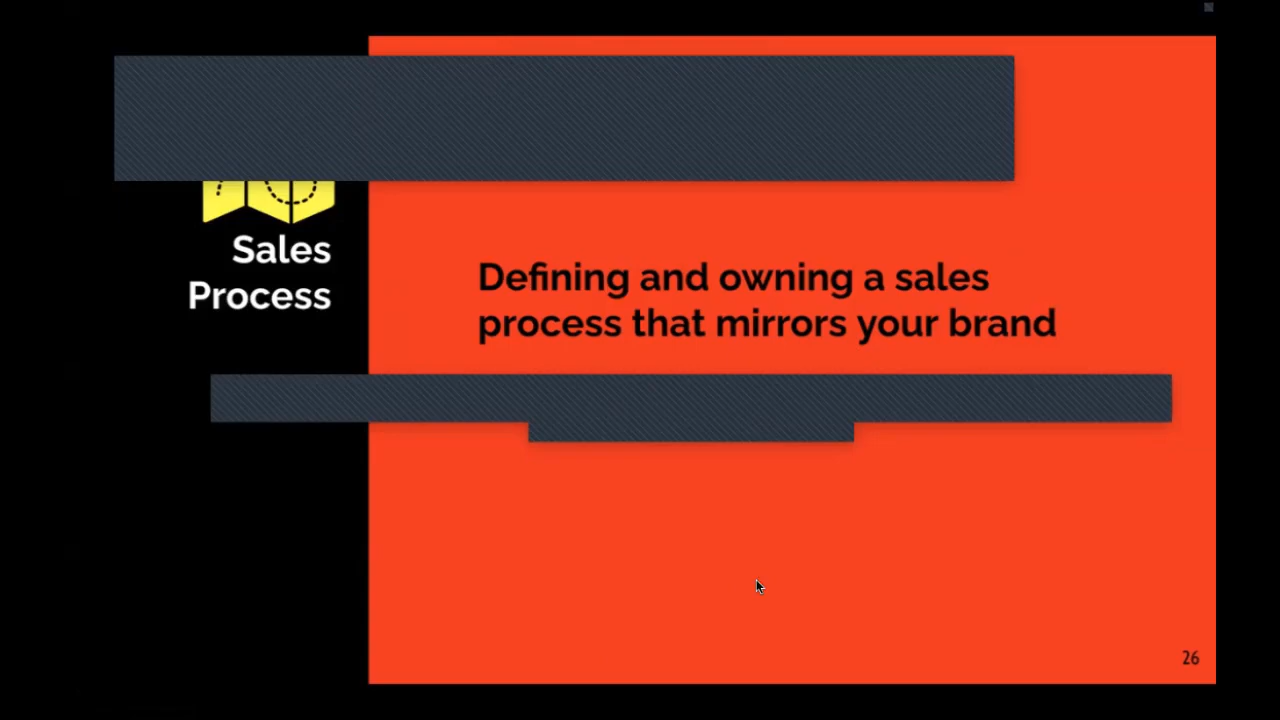 Sales
Process
Defining and owning a sales
process that mirrors your brand
26